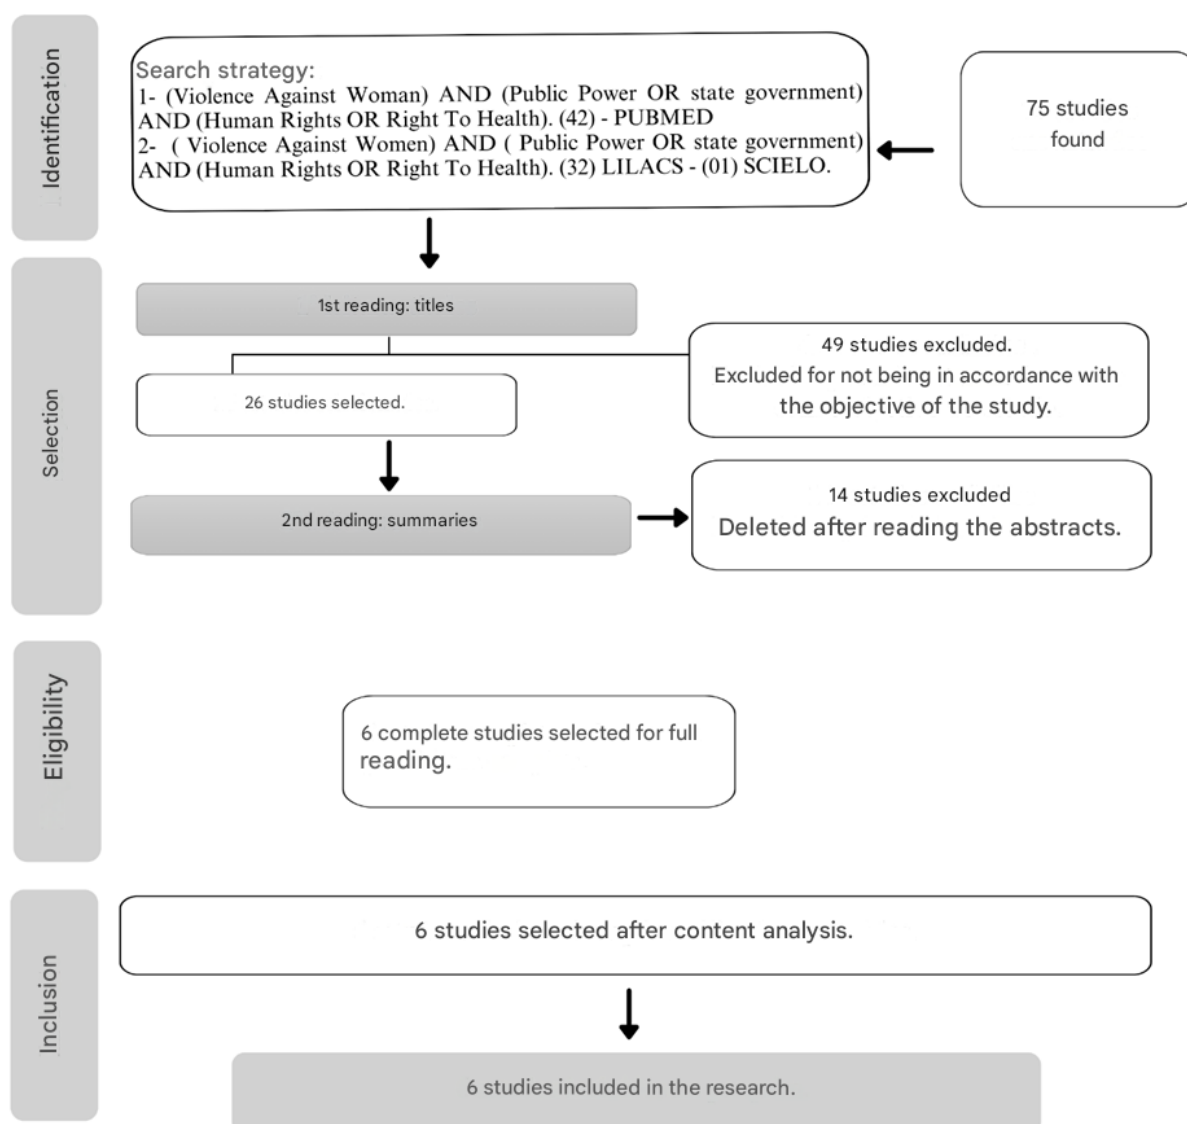 Identification
Search strategy:
1- (Violence Against Woman) AND (Public Power OR state government)
AND (Human Rights OR Right To Health). (42) - PUBMED
2- ( Violence Against Women) AND ( Public Power OR state government)
AND (Human Rights OR Right To Health). (32) LILACS - (01) SCIELO.
75 studies
found
Selection
1st reading: titles
49 studies excluded.
Excluded for not being in accordance with
the objective of the study.
26 studies selected.
2nd reading: summaries
14 studies excluded
Deleted after reading the abstracts.
Eligibility
6 complete studies selected for full
reading.
Inclusion
6 studies selected after content analysis.
6 studies included in the research.